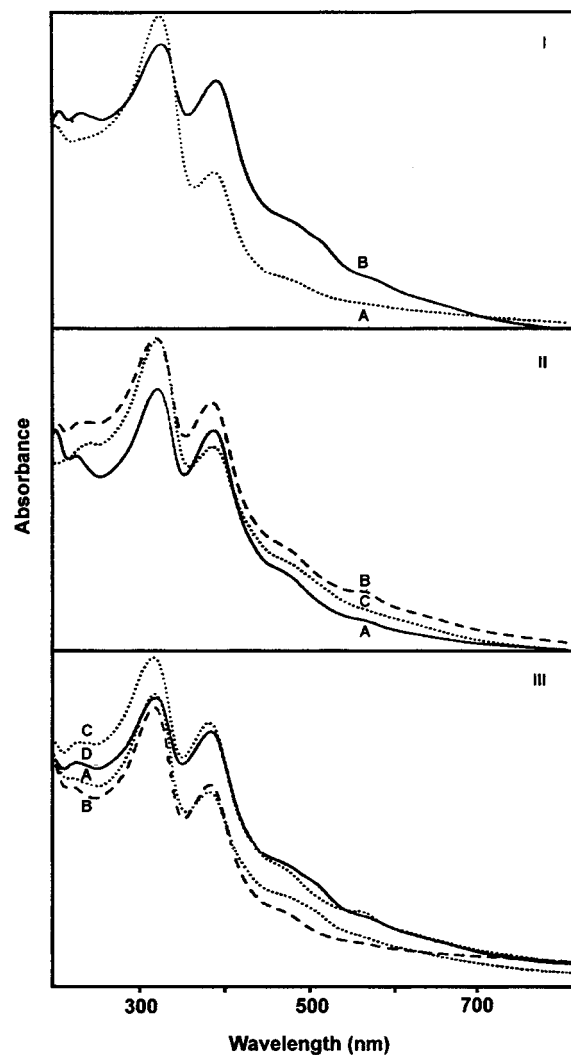 I
B
A
II
Absorbance
B
C
A
III
C
D
A
B
300
500
700
Wavelength (nm)